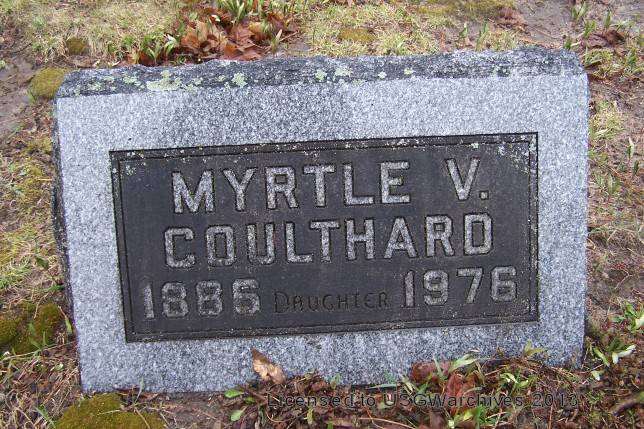 MYRTLE V.
COULTHARD
1886 DAUGHTER 1976
Licensed to USGWarchives 2013